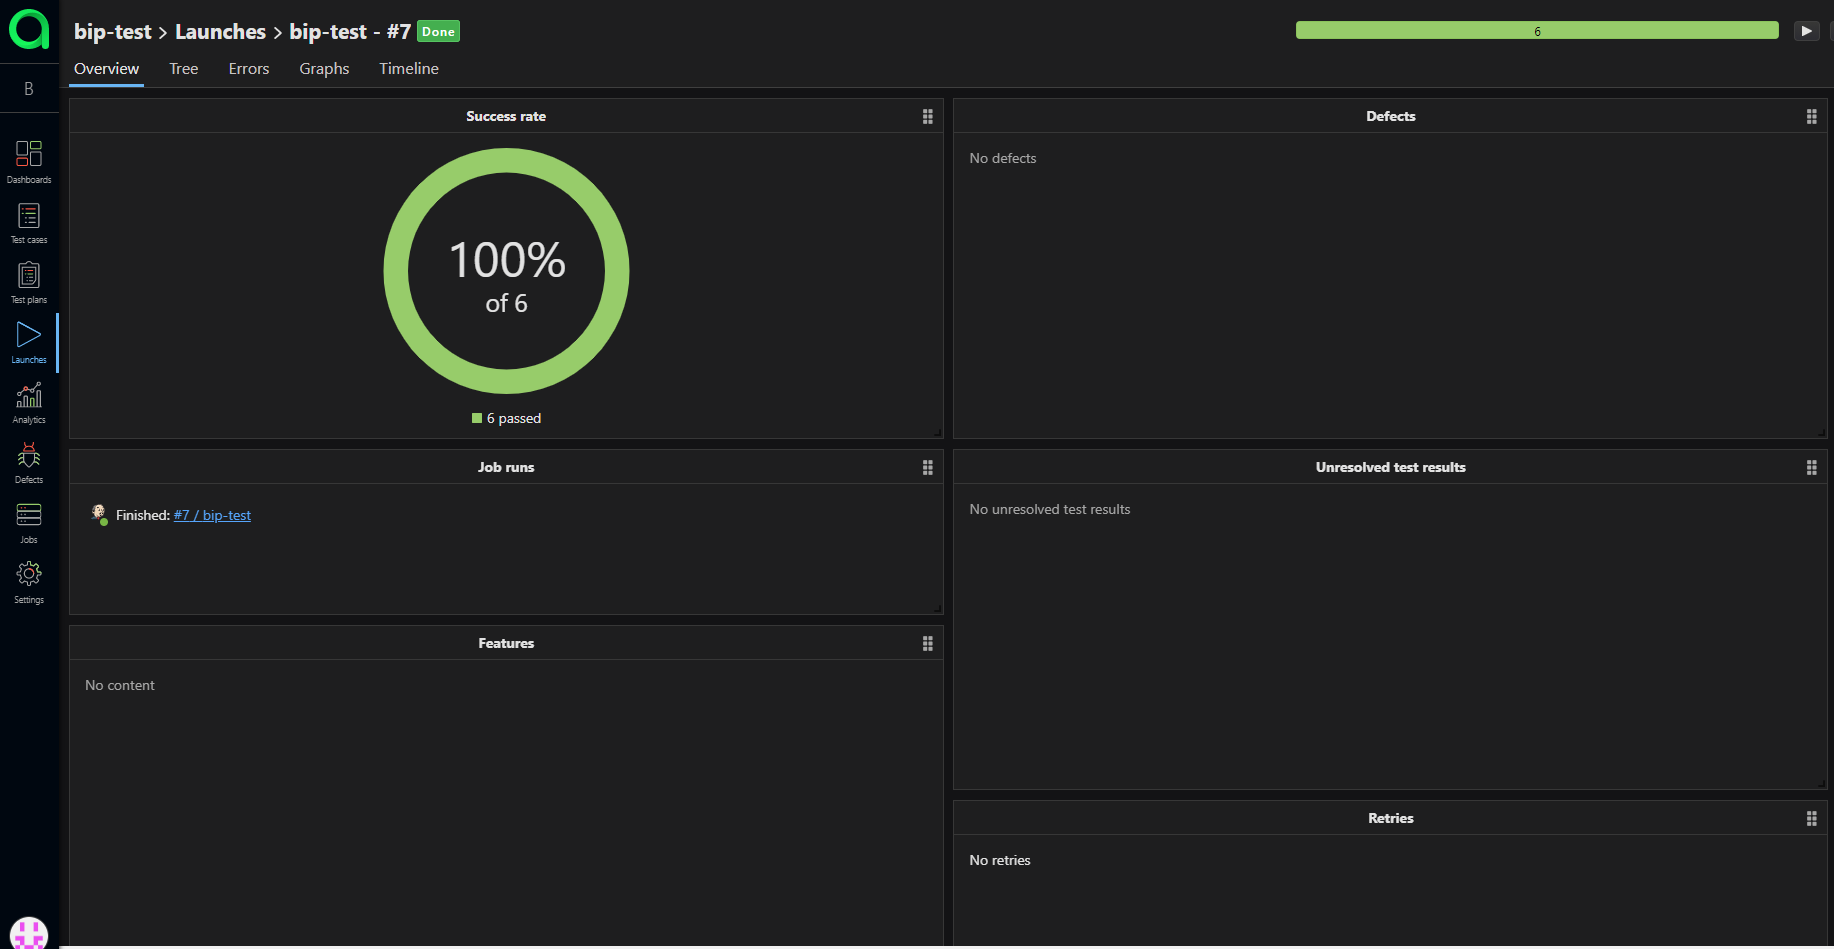 bip-test > Launches > bip-test - #7 Done
6
Overview Tree Errors Graphs Timeline
B
Dashboards
Test cases
Test plans
Launches
Analytics
Defects
Jobs
Settings
Success rate
100%
of 6
6 passed
Defects
No defects
Job runs
Finished: #7 / bip-test
Unresolved test results
No unresolved test results
Features
No content
Retries
No retries